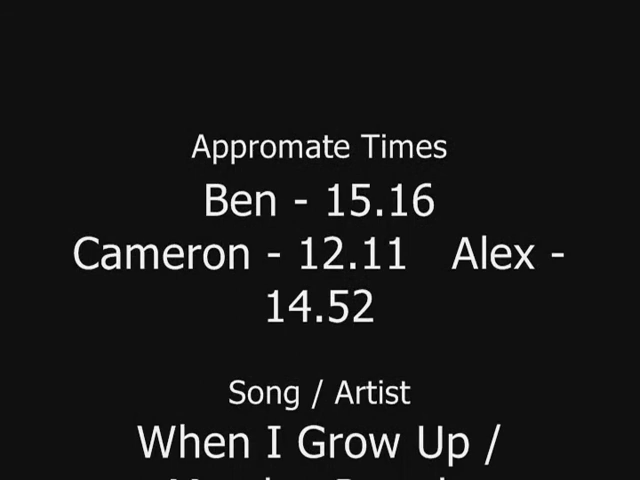 Appromate Times
Ben - 15.16
Cameron - 12.11 Alex -
14.52
Song / Artist
When I Grow Up /